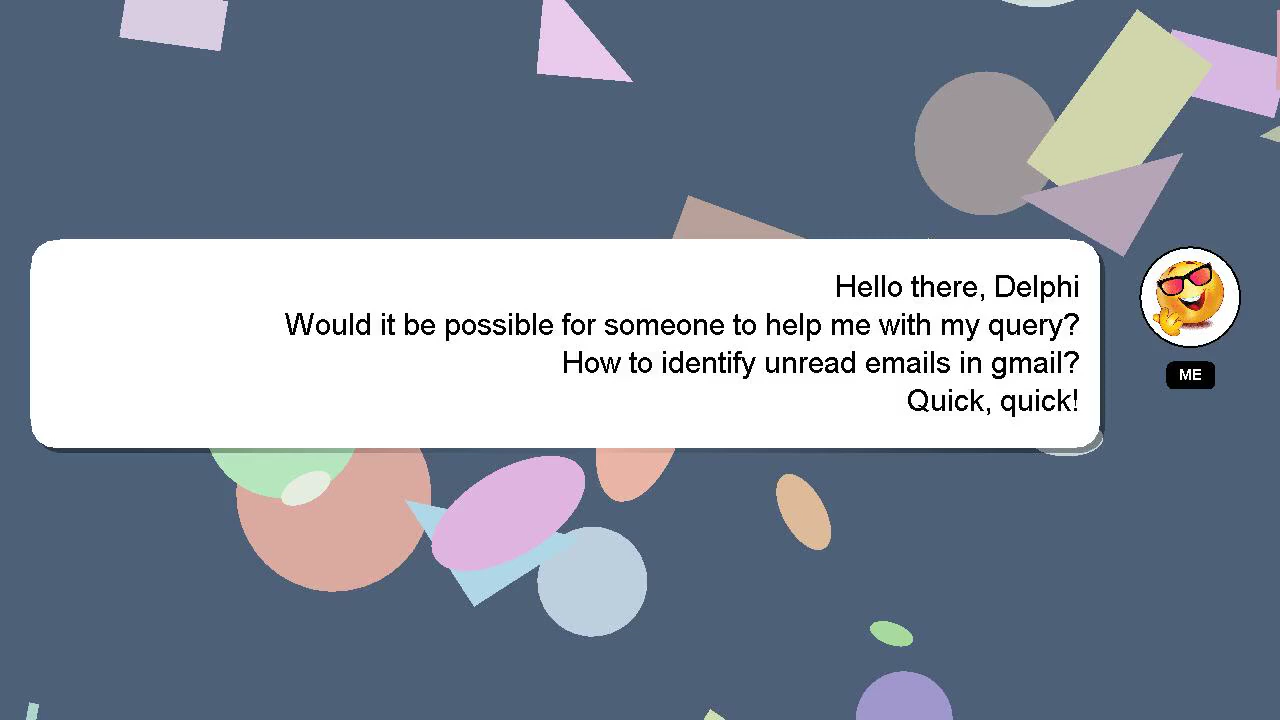 Hello there, Delphi
Would it be possible for someone to help me with my query?
How to identify unread emails in gmail?
Quick, quick!
ME